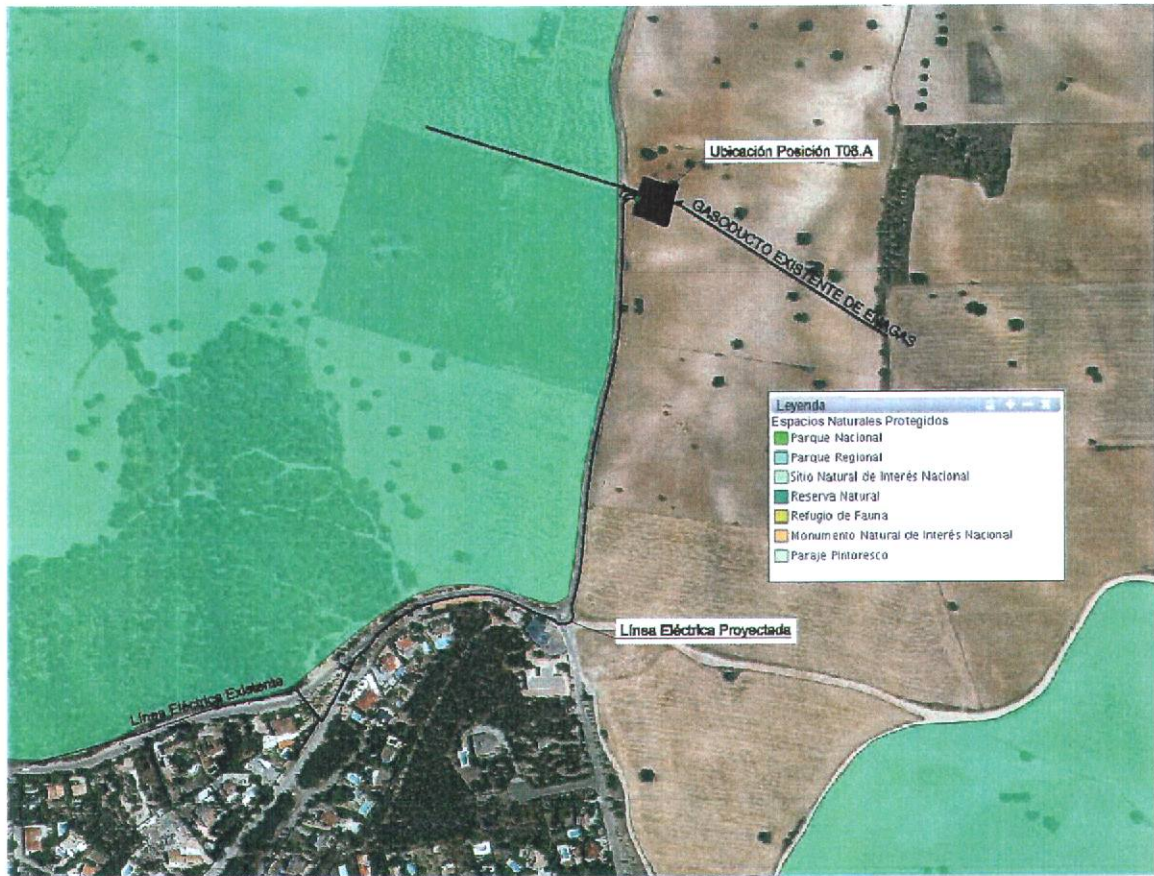 Ubicación Posición T06.A
GASODUCTO EXISTENTE DE ENAGAS
Leyenda
Espacios Naturales Protegidos
Parque Nacional
Parque Regional
Sitio Natural de Interés Nacional
Reserva Natural
Refugio de Fauna
Monumento Natural de Interés Nacional
Paraje Pintoresco
Línea Eléctrica Proyectada
Línea Eléctrica Existente